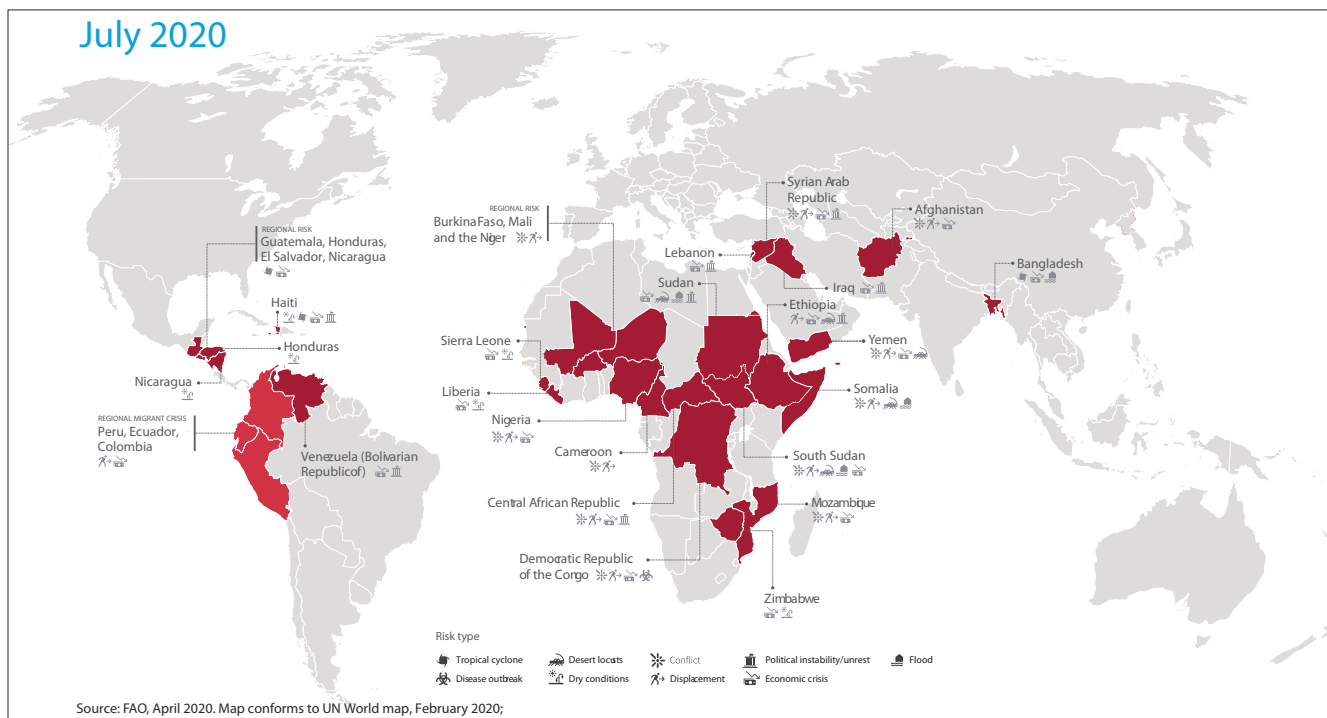 July 2020
REGIONAL RISK
Guatemala, Honduras,
El Salvador, Nicaragua
Haiti
Honduras
Nicaragua
REGIONAL MIGRANT CRISIS
Peru, Ecuador,
Colombia
Venezuela (Bolivarian
Republicof)
REGIONAL RISK
Burkina Faso, Mali
and the Niger
Sierra Leone
Liberia
Nigeria
Cameroon
Central African Republic
Democratic Republic
of the Congo
Syrian Arab
Republic
Lebanon
Sudan
Iraq
Ethiopia
Afghanistan
Bangladesh
Yemen
Somalia
South Sudan
Mozambique
Zimbabwe
Risk type
Tropical cyclone
Desert locusts
Conflict
Political instability/unrest
Flood
Disease outbreak
Dry conditions
Displacement
Economic crisis
Source: FAO, April 2020. Map conforms to UN World map, February 2020;